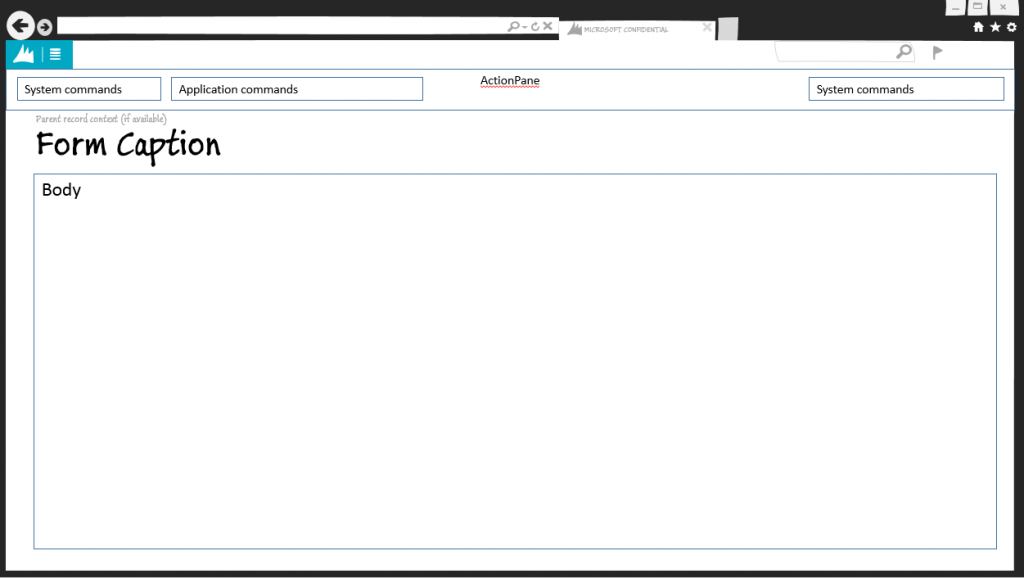 MICROSOFT CONFIDENTIAL
System commands
Application commands
ActionPane
System commands
Parent record context (if available)
Form Caption
Body